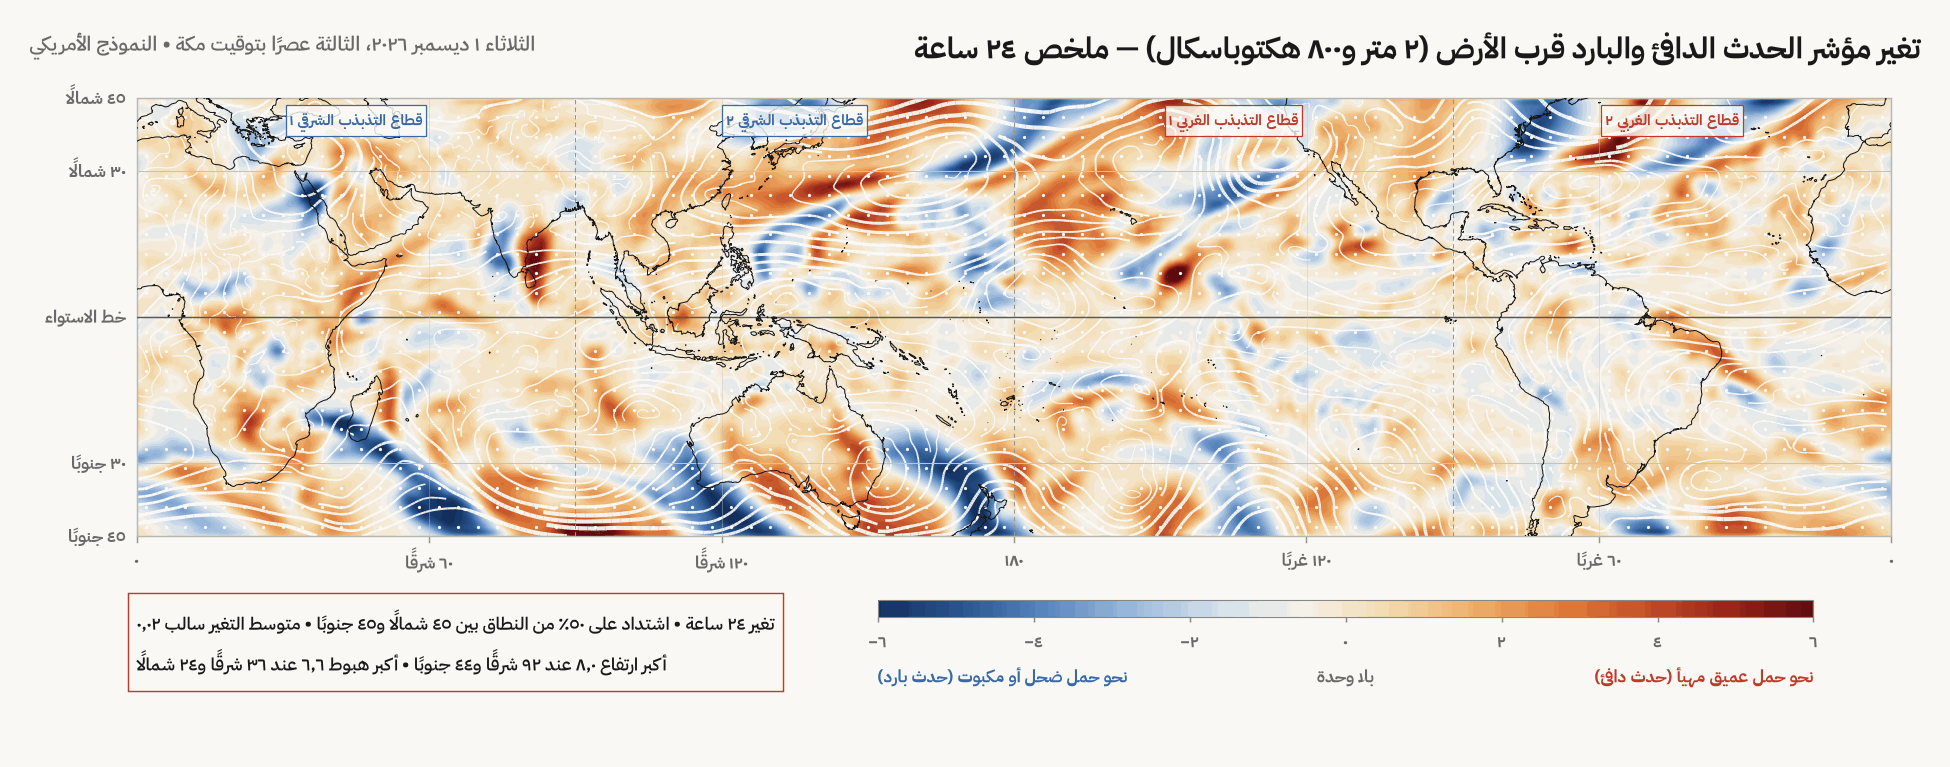 تغير مؤشر الحدث الدافئ والبارد قرب الأرض (٢ متر و٨٠٠ هكتوباسكال) — ملخص ٢٤ ساعة
الثلاثاء ١ ديسمبر ٢٠٢٦، الثالثة عصرًا بتوقيت مكة • النموذج الأمريكي
قطاع التذبذب الشرقي ١
قطاع التذبذب الشرقي ٢
قطاع التذبذب الغربي ١
قطاع التذبذب الغربي ٢
٤٥ شمالًا
٣٠ شمالًا
خط الاستواء
٣٠ جنوبًا
٤٥ جنوبًا
٠
٦٠ شرقًا
١٢٠ شرقًا
١٨٠
١٢٠ غربًا
٦٠ غربًا
٠
تغير ٢٤ ساعة • اشتداد على ٥٠٪ من النطاق بين ٤٥ شمالًا و٤٥ جنوبًا • متوسط التغير سالب ٠,٠٢
أكبر ارتفاع ٨,٠ عند ٩٢ شرقًا و٤٤ جنوبًا • أكبر هبوط ٦,٦ عند ٣٦ شرقًا و٢٤ شمالًا
−٦
−٤
−٢
٠
٢
٤
٦
نحو حمل ضحل أو مكبوت (حدث بارد)
بلا وحدة
نحو حمل عميق مهيأ (حدث دافئ)